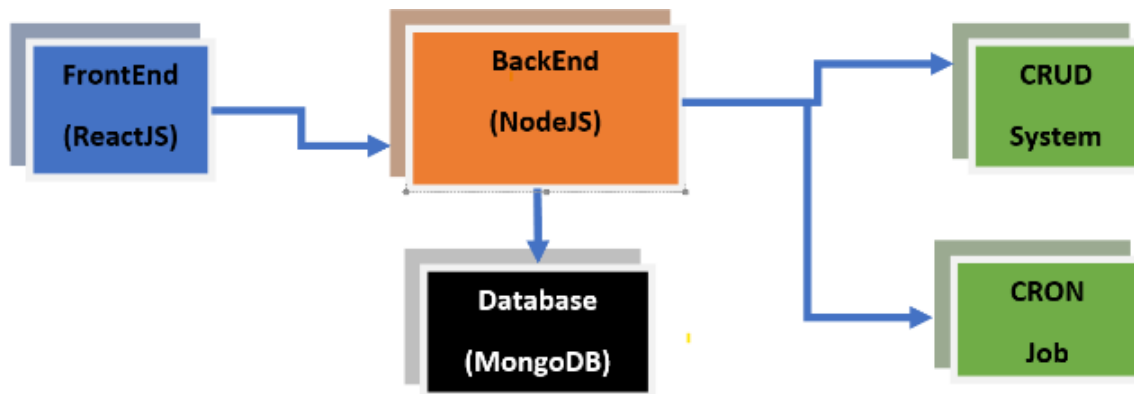 FrontEnd
(ReactJS)
BackEnd
(NodeJS)
CRUD
System
Database
(MongoDB)
CRON
Job